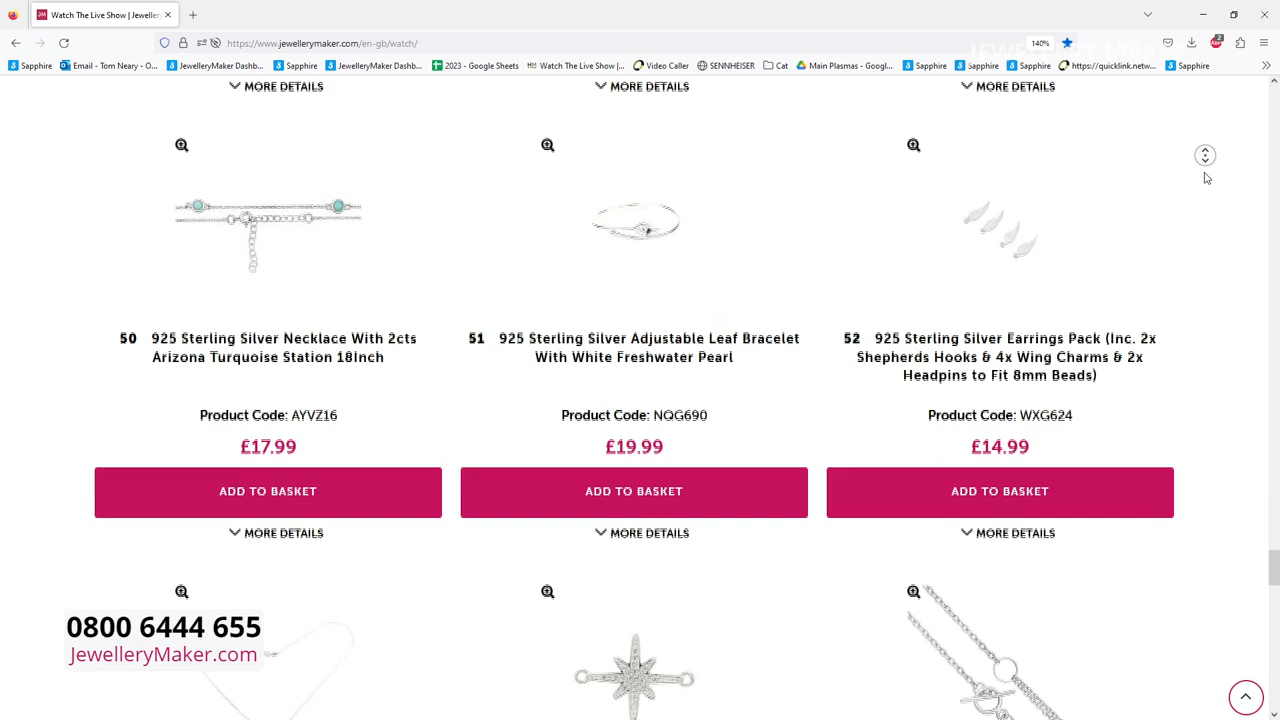 Watch The Live Show | Jeweller
https://www.jewellerymaker.com/en-gb/watch/
140%
2
JEWELLERY MAK
Sapphire
Email - Tom Neary - O...
JewelleryMaker Dashb...
Sapphire
JewelleryMaker Dashb...
2023 - Google Sheets
Watch The Live Show |...
Video Caller
SENNHEISER
Cat
Main Plasmas - Googl...
Sapphire
Sapphire
Sapphire
https://quicklink.netw...
Sapphire
MORE DETAILS
MORE DETAILS
MORE DETAILS
50 925 Sterling Silver Necklace With 2cts
Arizona Turquoise Station 18Inch
Product Code: AYVZ16
£17.99
ADD TO BASKET
MORE DETAILS
51 925 Sterling Silver Adjustable Leaf Bracelet
With White Freshwater Pearl
Product Code: NQG690
£19.99
ADD TO BASKET
MORE DETAILS
52 925 Sterling Silver Earrings Pack (Inc. 2x
Shepherds Hooks & 4x Wing Charms & 2x
Headpins to Fit 8mm Beads)
Product Code: WXG624
£14.99
ADD TO BASKET
MORE DETAILS
0800 6444 655
JewelleryMaker.com